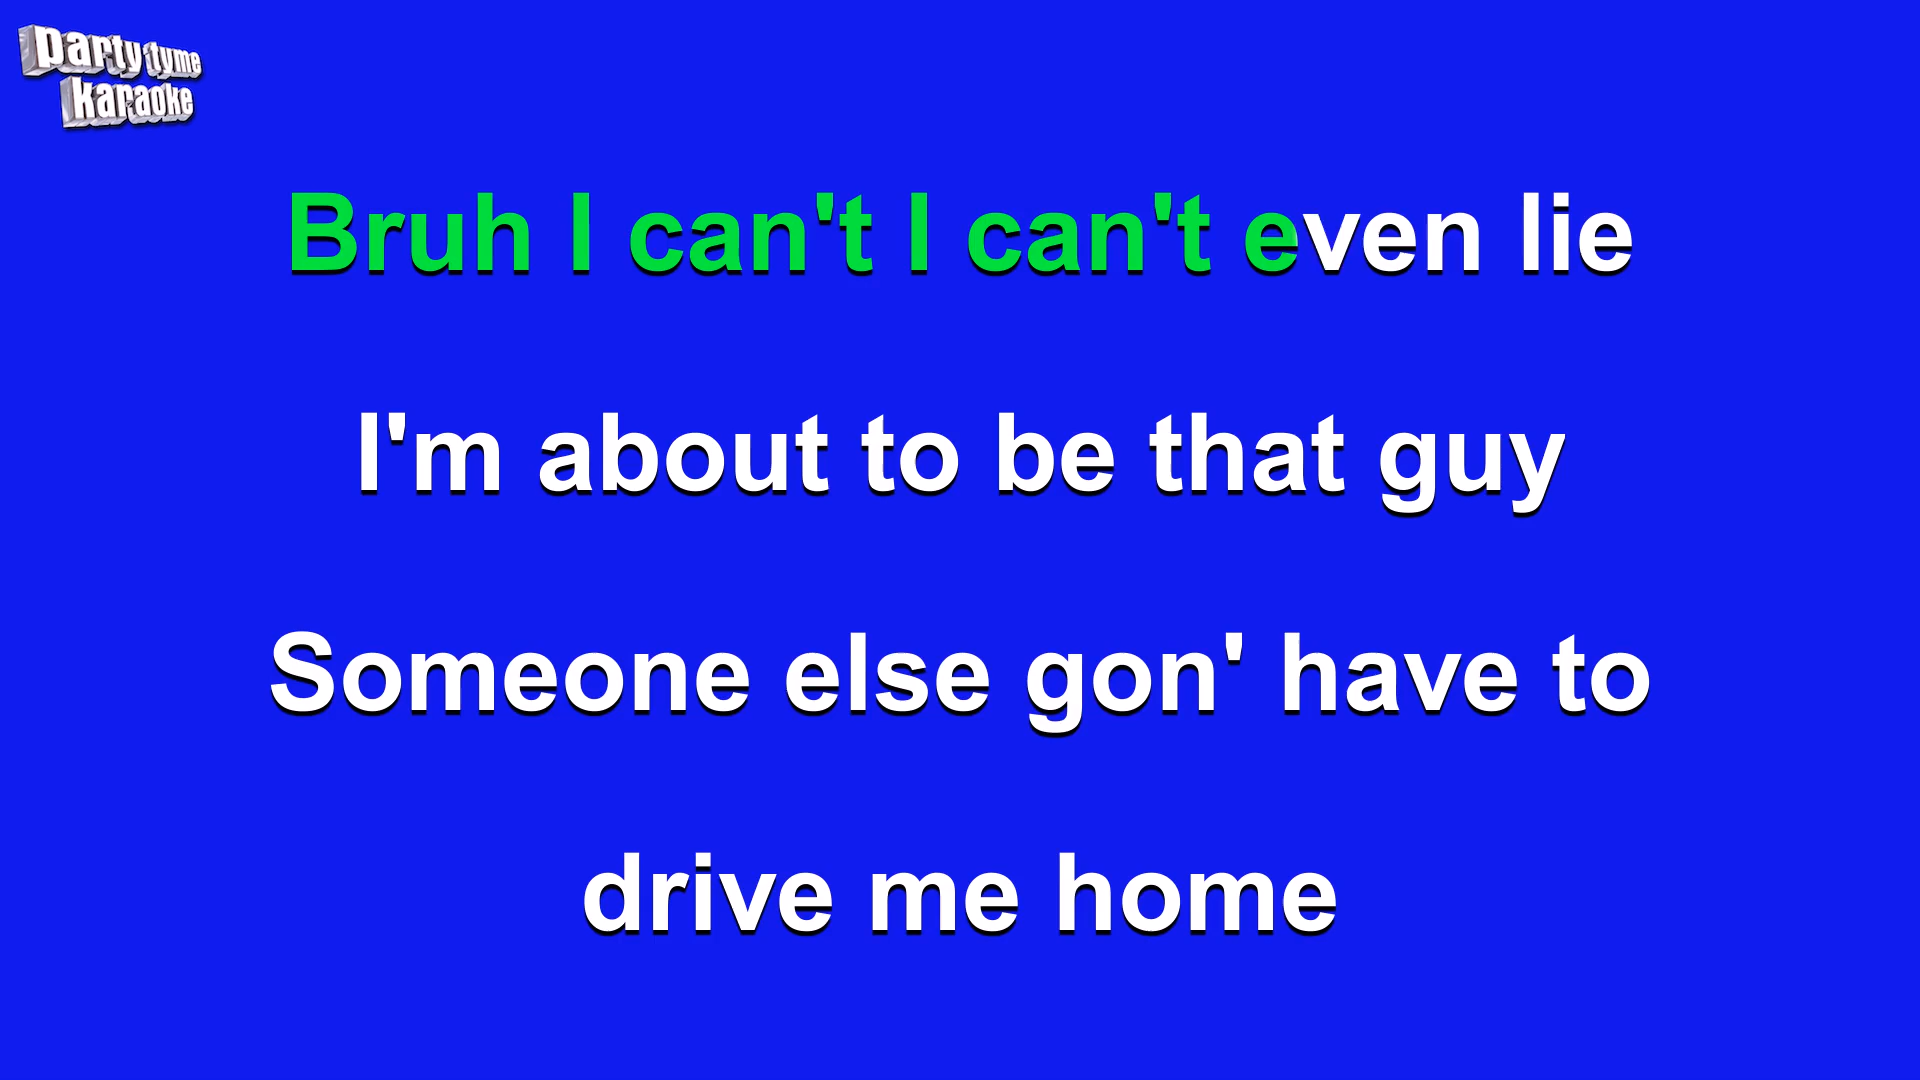 party tyme
karaoke
Bruh I can't I can't even lie
I'm about to be that guy
Someone else gon' have to
drive me home